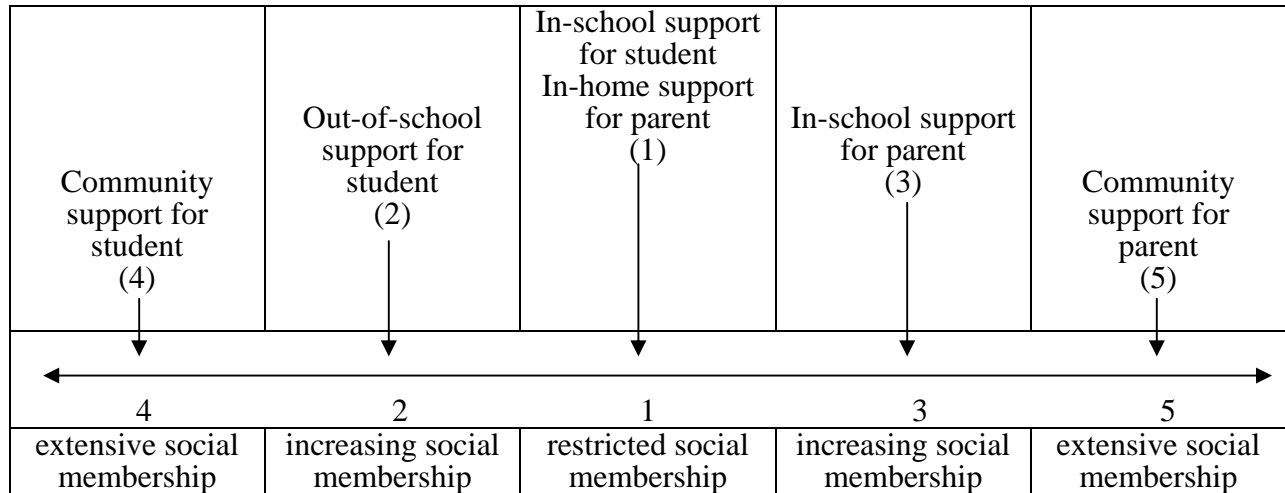 Community
support for
student
(4)
Out-of-school
support for
student
(2)
In-school support
for student
In-home support
for parent
(1)
In-school support
for parent
(3)
Community
support for
parent
(5)
4
2
1
3
5
extensive social
membership
increasing social
membership
restricted social
membership
increasing social
membership
extensive social
membership